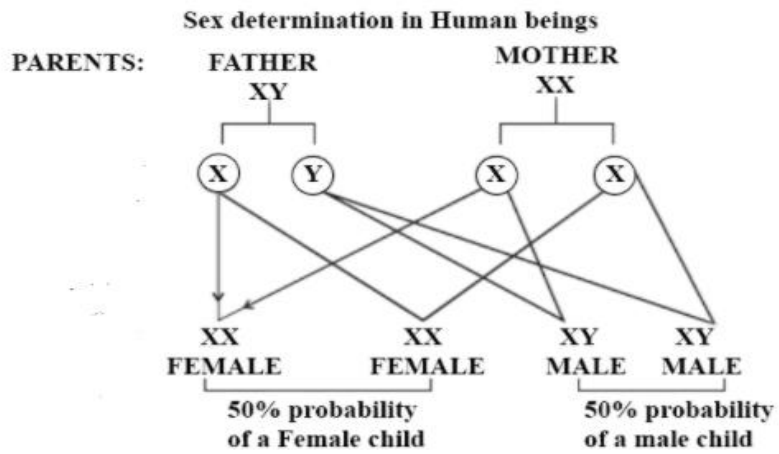 Sex determination in Human beings
PARENTS: FATHER MOTHER
XY XX
X Y X X
XX XX XY XY
FEMALE FEMALE MALE MALE
50% probability 50% probability
of a Female child of a male child